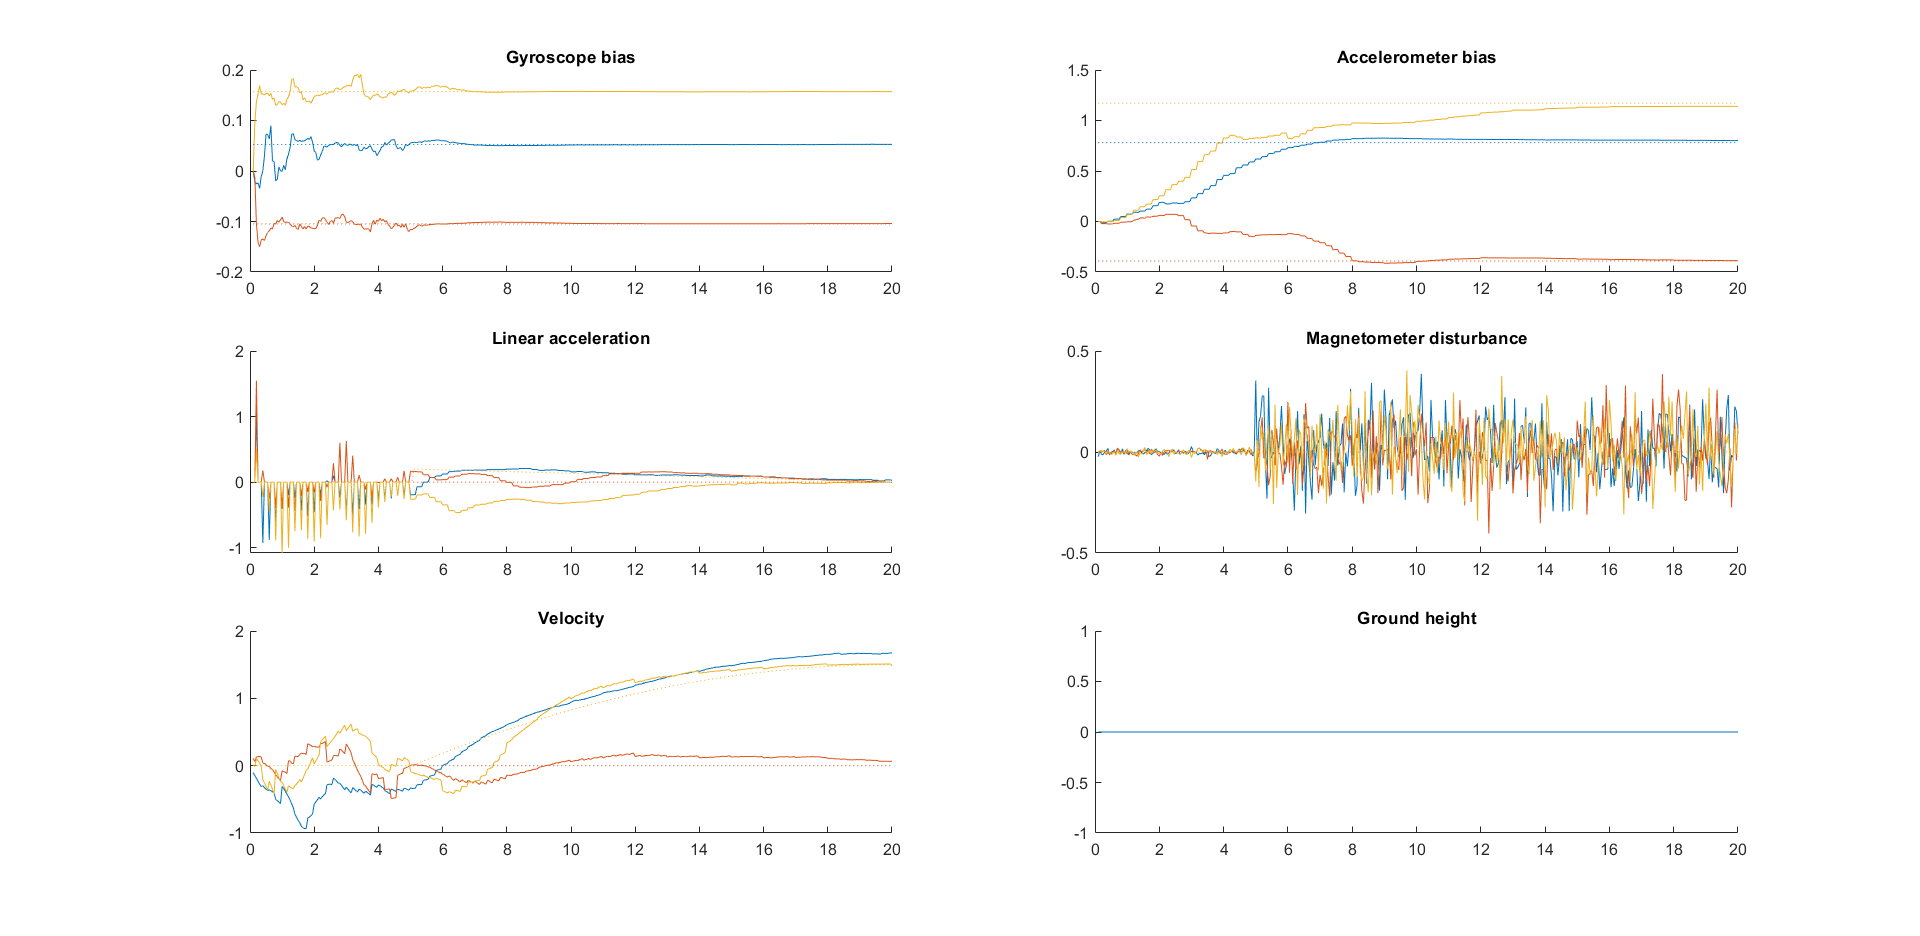 Gyroscope bias
0.2
0.1
0
-0.1
-0.2
0 2 4 6 8 10 12 14 16 18 20
Accelerometer bias
1.5
1
0.5
0
-0.5
0 2 4 6 8 10 12 14 16 18 20
Linear acceleration
2
1
0
-1
0 2 4 6 8 10 12 14 16 18 20
Magnetometer disturbance
0.5
0
-0.5
0 2 4 6 8 10 12 14 16 18 20
Velocity
2
1
0
-1
0 2 4 6 8 10 12 14 16 18 20
Ground height
1
0.5
0
-0.5
-1
0 2 4 6 8 10 12 14 16 18 20